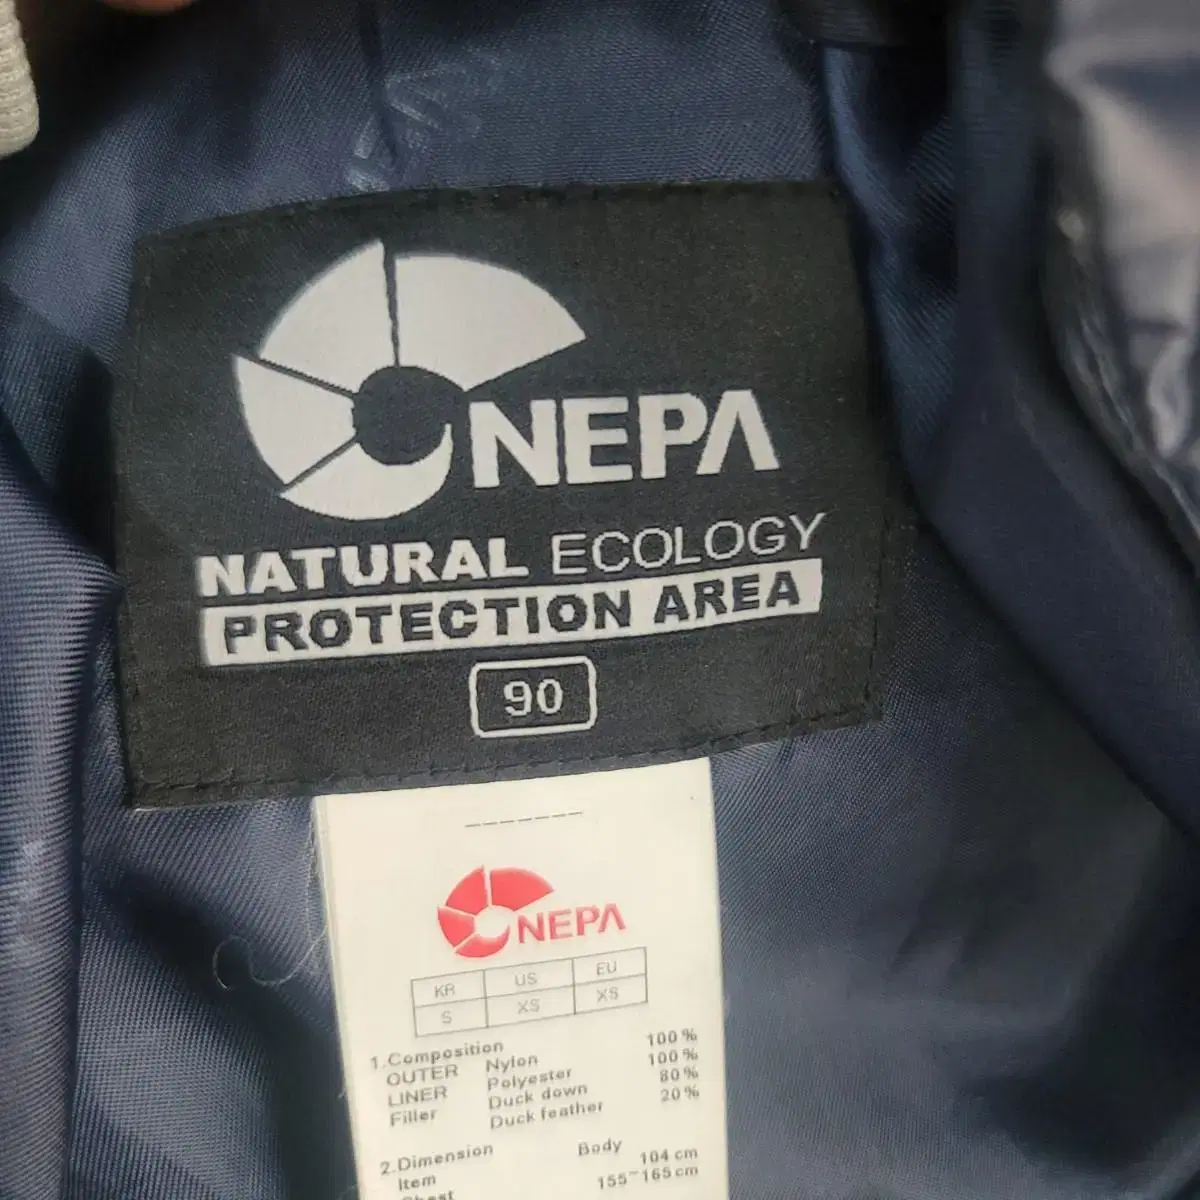 NEPA
NATURAL ECOLOGY
PROTECTION AREA
90
NEPA
KR US EU
S XS XS
1.Composition
OUTER Nylon 100%
LINER Polyester 100%
Filler Duck down 80%
Duck feather 20%
2.Dimension
Item Body
Chest 104 cm
155~165 cm